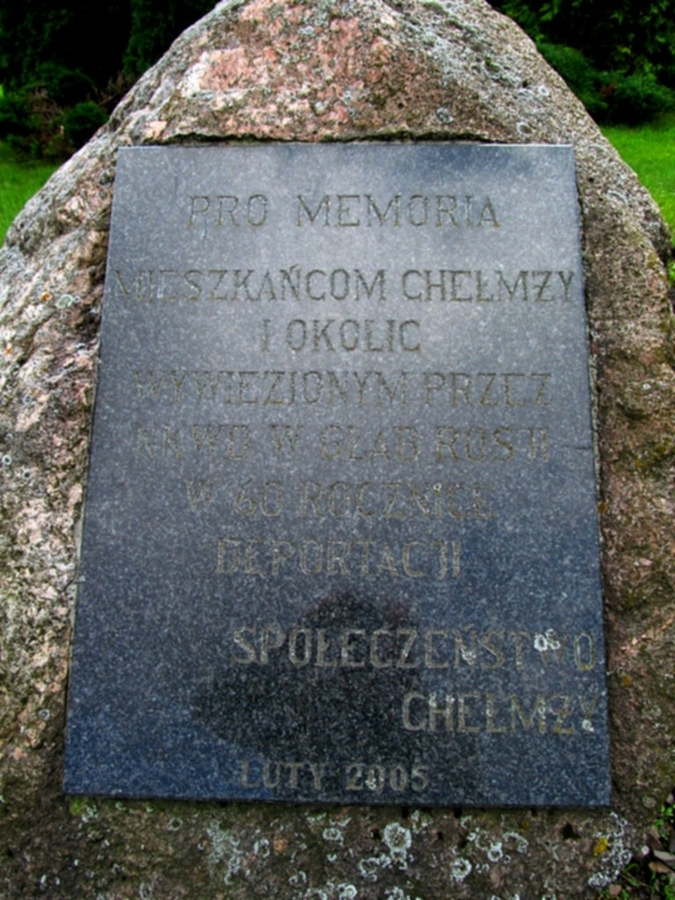 PRO MEMORIA
MIESZKAŃCOM CHEŁMŻY
I OKOLIC
WYWIEZIONYM PRZEZ
NKWD W GŁĄB ROSJI
W 60 ROCZNICĘ
DEPORTACJI
SPOŁECZEŃSTWO
CHEŁMŻY
LUTY 2005